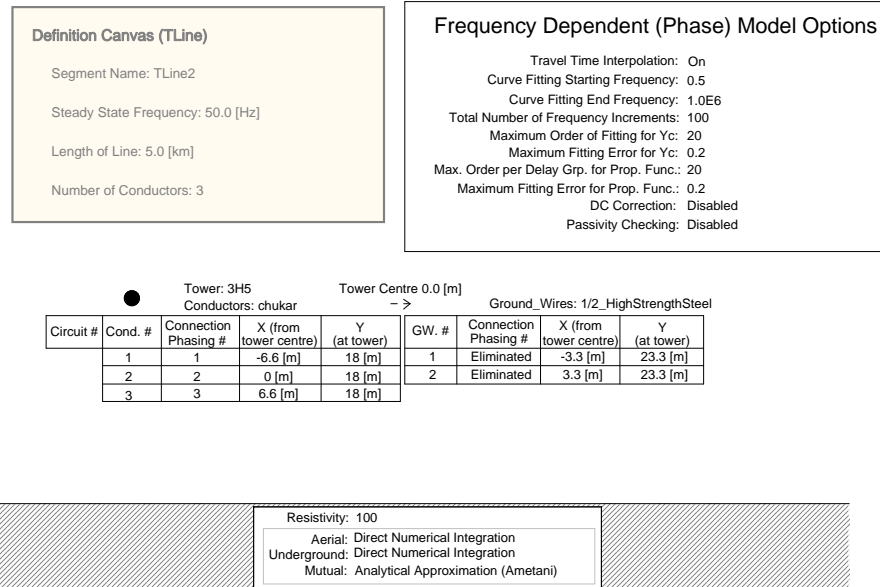 Definition Canvas (TLine)
Segment Name: TLine2
Steady State Frequency: 50.0 [Hz]
Length of Line: 5.0 [km]
Number of Conductors: 3
Frequency Dependent (Phase) Model Options
Travel Time Interpolation: On
Curve Fitting Starting Frequency: 0.5
Curve Fitting End Frequency: 1.0E6
Total Number of Frequency Increments: 100
Maximum Order of Fitting for Yc: 20
Maximum Fitting Error for Yc: 0.2
Max. Order per Delay Grp. for Prop. Func.: 20
Maximum Fitting Error for Prop. Func.: 0.2
DC Correction: Disabled
Passivity Checking: Disabled
Tower: 3H5 Tower Centre 0.0 [m]
Conductors: chukar Ground_Wires: 1/2_HighStrengthSteel
Circuit # Cond. # Connection Phasing # X (from tower centre) Y (at tower) GW. # Connection Phasing # X (from tower centre) Y (at tower)
1 1 -6.6 [m] 18 [m] 1 Eliminated -3.3 [m] 23.3 [m]
2 2 0 [m] 18 [m] 2 Eliminated 3.3 [m] 23.3 [m]
3 3 6.6 [m] 18 [m]
Resistivity: 100
Aerial: Direct Numerical Integration
Underground: Direct Numerical Integration
Mutual: Analytical Approximation (Ametani)